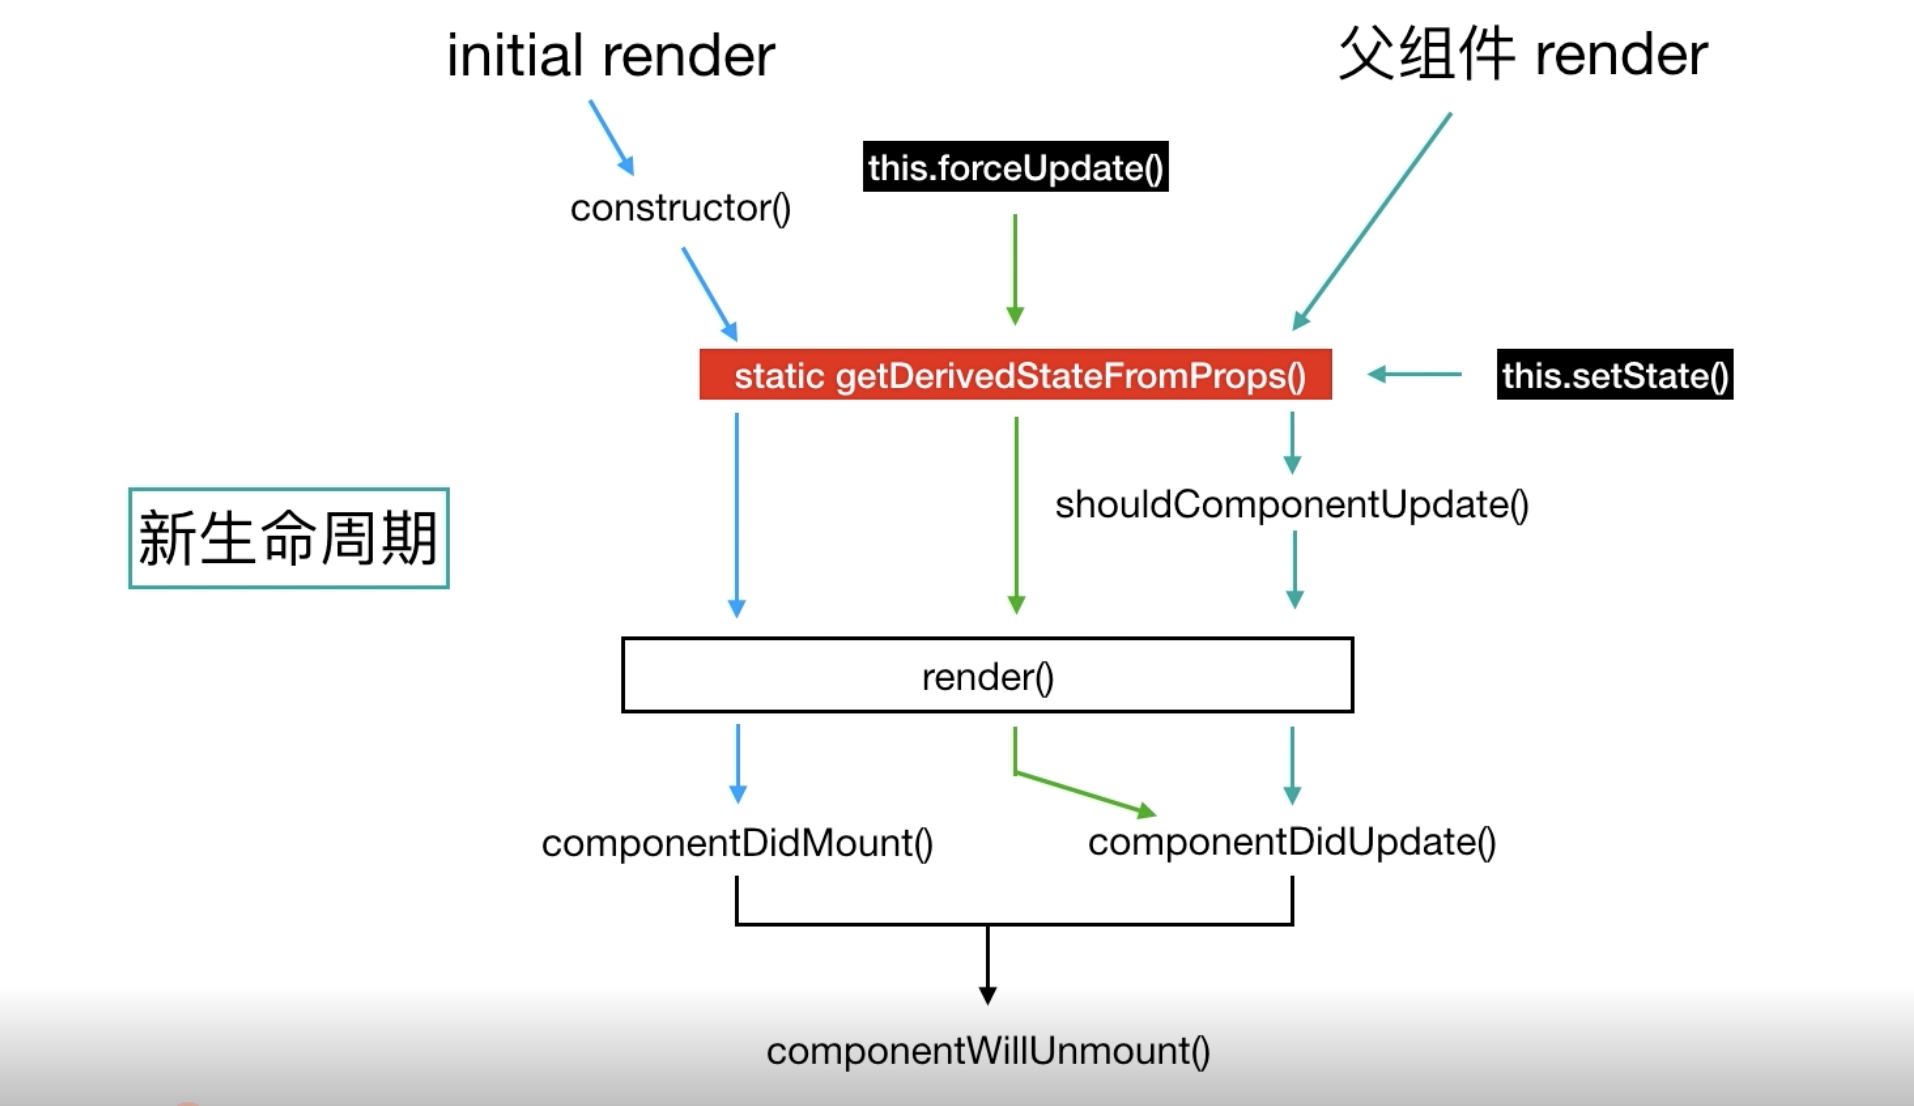 initial render
父组件 render
this.forceUpdate()
constructor()
static getDerivedStateFromProps()
this.setState()
shouldComponentUpdate()
新生命周期
render()
componentDidMount()
componentDidUpdate()
componentWillUnmount()